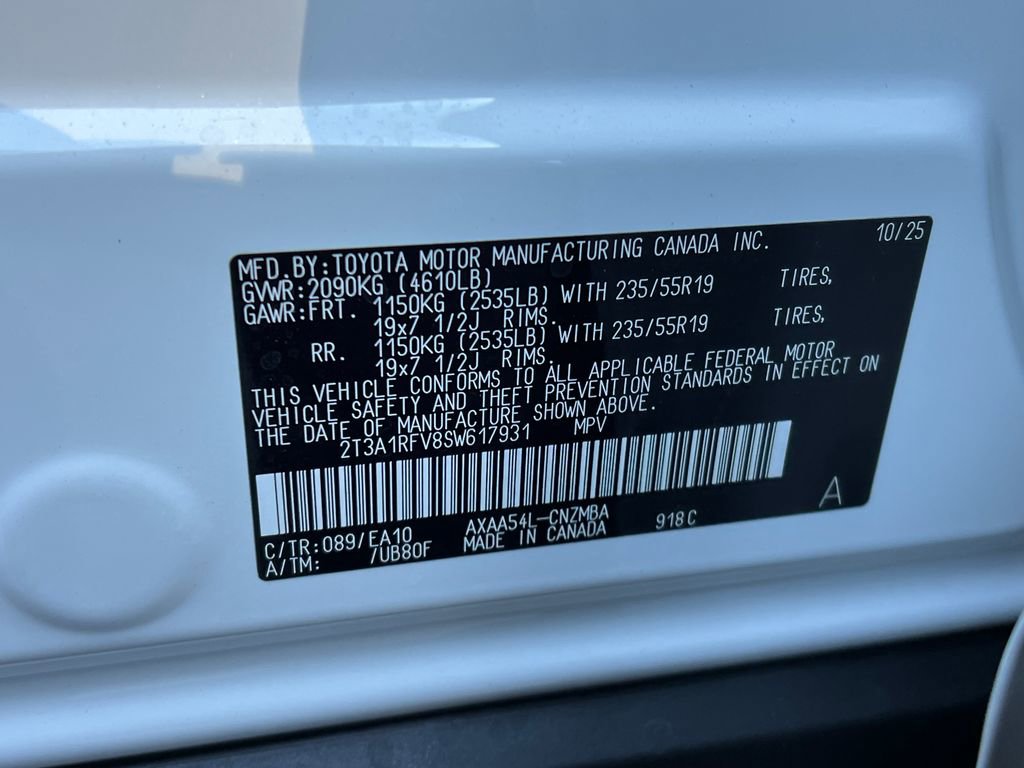 MFD.BY:TOYOTA MOTOR MANUFACTURING CANADA INC. 10/25
GVWR:2090KG (4610LB)
GAWR:FRT. 1150KG (2535LB) WITH 235/55R19 TIRES,
19x7 1/2J RIMS.
RR. 1150KG (2535LB) WITH 235/55R19 TIRES,
19x7 1/2J RIMS.
THIS VEHICLE CONFORMS TO ALL APPLICABLE FEDERAL MOTOR
VEHICLE SAFETY AND THEFT PREVENTION STANDARDS IN EFFECT ON
THE DATE OF MANUFACTURE SHOWN ABOVE.
2T3A1RFV8SW617931 MPV
C/TR:089/EA10 AXAA54L-CNZMBA 918C A
A/TM: /UB80F MADE IN CANADA